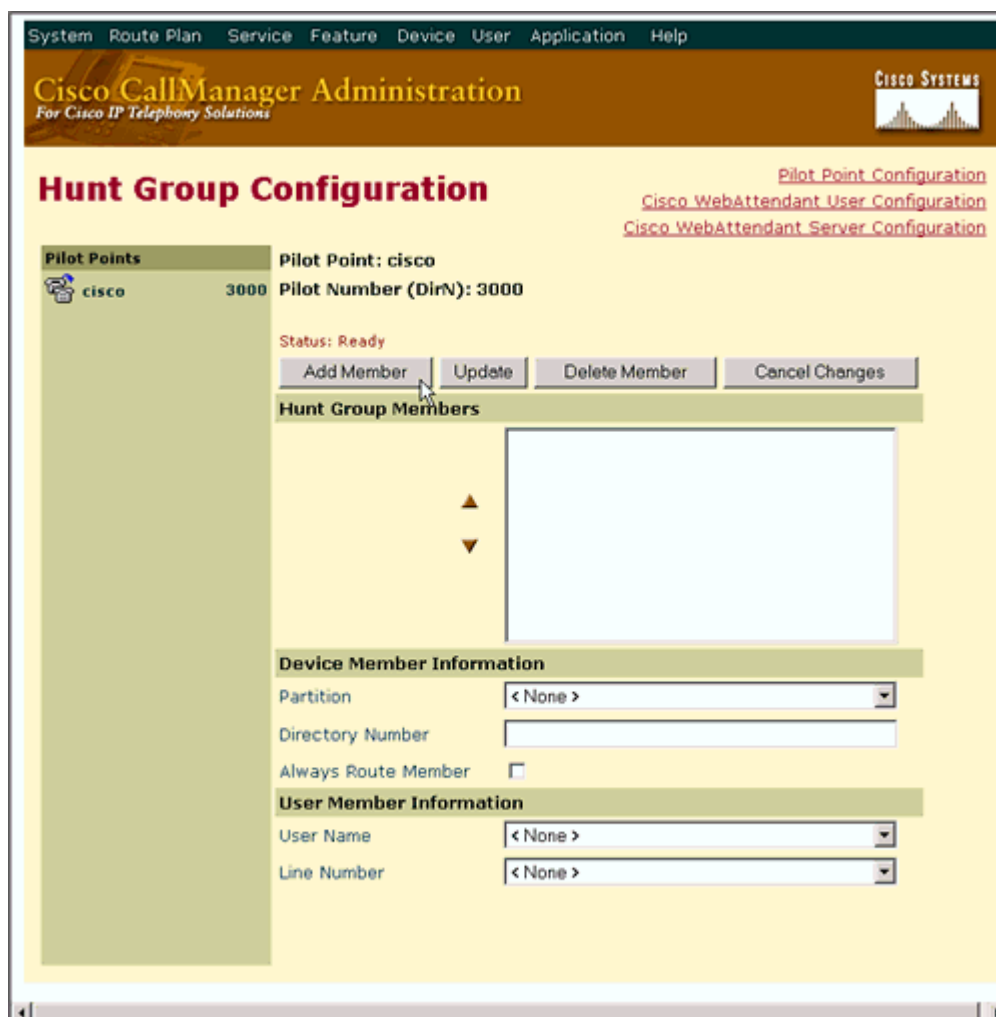 System Route Plan Service Feature Device User Application Help
Cisco CallManager Administration
For Cisco IP Telephony Solutions
CISCO SYSTEMS
Hunt Group Configuration
Pilot Point Configuration
Cisco WebAttendant User Configuration
Cisco WebAttendant Server Configuration
Pilot Points
cisco 3000
Pilot Point: cisco
Pilot Number (DirN): 3000
Status: Ready
Add Member Update Delete Member Cancel Changes
Hunt Group Members
Device Member Information
Partition < None >
Directory Number
Always Route Member
User Member Information
User Name < None >
Line Number < None >